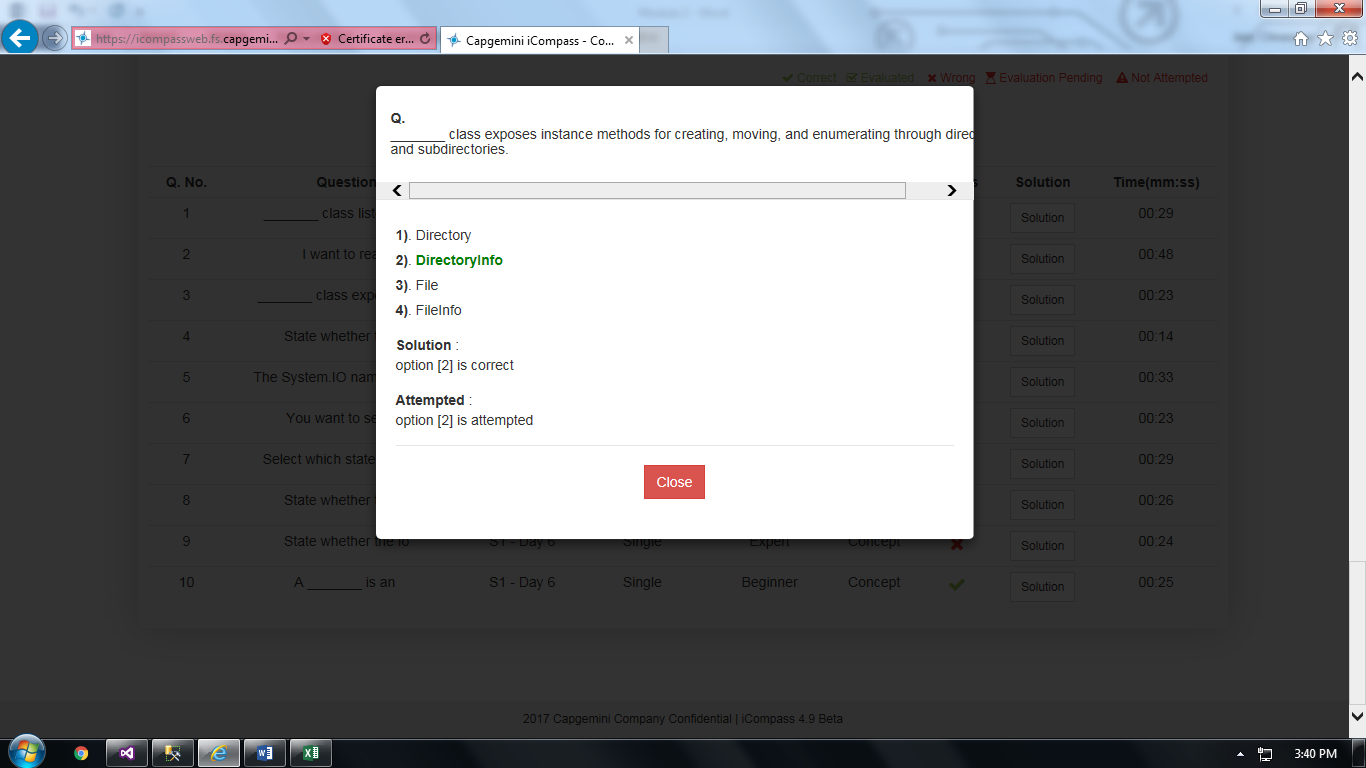 https://icompassweb.fs.capgemi... Certificate er... Capgemini iCompass - Co...
Correct Evaluated Wrong Evaluation Pending Not Attempted
Q.
_______ class exposes instance methods for creating, moving, and enumerating through direc
and subdirectories.
Q. No. Question Solution Time(mm:ss)
1 _______ class list Solution 00:29
2 I want to rea Solution 00:48
3 _______ class expo Solution 00:23
4 State whether Solution 00:14
5 The System.IO nam Solution 00:33
6 You want to se Solution 00:23
7 Select which state Solution 00:29
8 State whether Solution 00:26
1). Directory
2). DirectoryInfo
3). File
4). FileInfo
Solution :
option [2] is correct
Attempted :
option [2] is attempted
Close
9 State whether the fo S1 - Day 6 Single Expert Concept Solution 00:24
10 A _______ is an S1 - Day 6 Single Beginner Concept Solution 00:25
2017 Capgemini Company Confidential | iCompass 4.9 Beta
3:40 PM